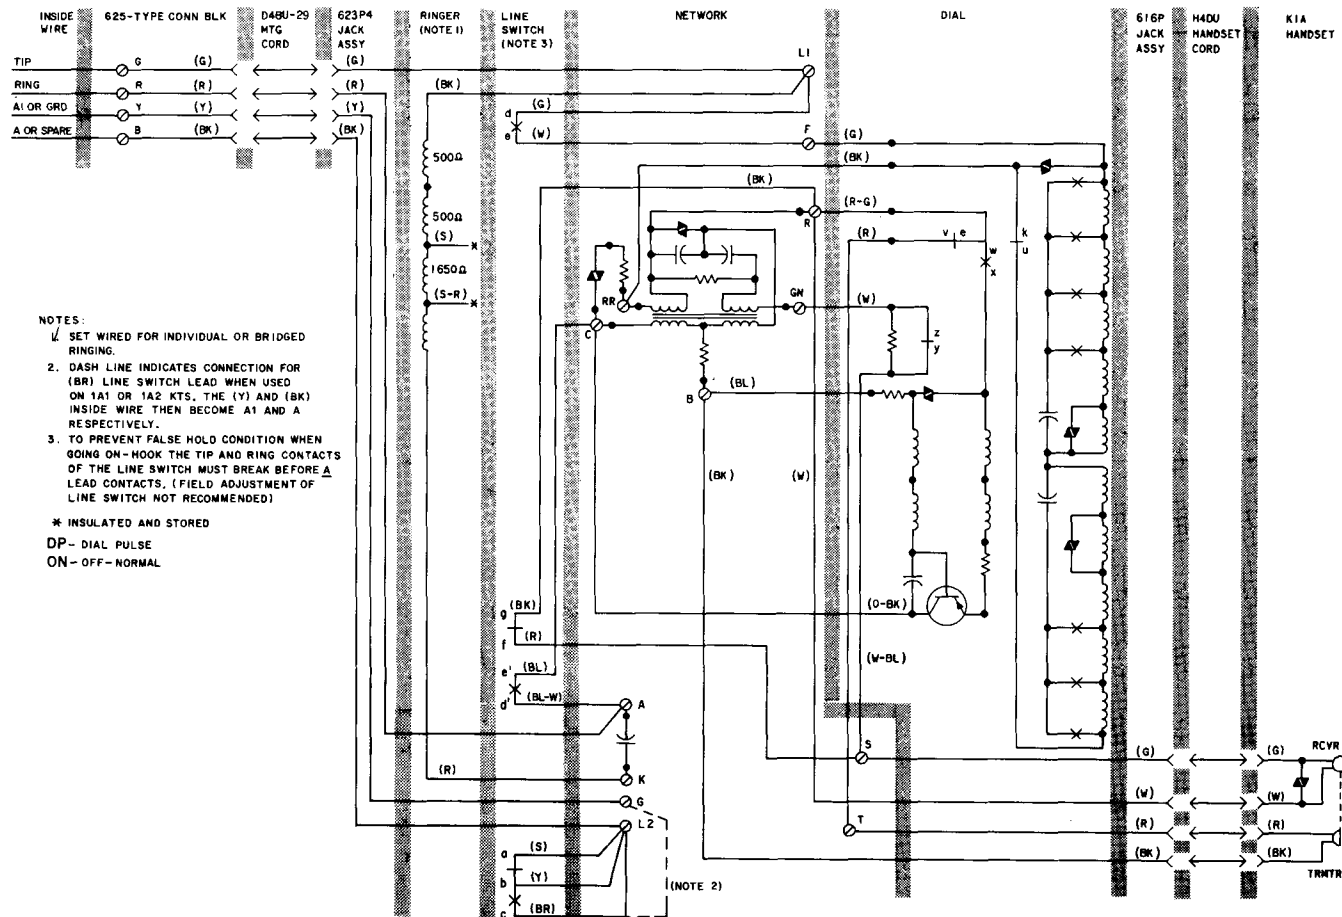 INSIDE WIRE
625-TYPE CONN BLK
D4BU-29 MTG CORD
623P4 JACK ASSY
RINGER (NOTE 1)
LINE SWITCH (NOTE 3)
NETWORK
DIAL
616P JACK ASSY
H4DU HANDSET CORD
K1A HANDSET
TIP G (G) (G)
RING R (R) (R)
A1 OR GRD Y (Y) (Y)
A OR SPARE B (BK) (BK)
L1
(BK)
d (G)
e (W)
F (G)
(BK)
(BK)
500Ω
500Ω
(S) *
1650Ω
(S-R) *
R (R-G)
(R) v e
w
x
k
u
RR
GN (W)
C
z
y
B (BL)
(BK)
(W)
NOTES:
1. SET WIRED FOR INDIVIDUAL OR BRIDGED
RINGING.
2. DASH LINE INDICATES CONNECTION FOR
(BR) LINE SWITCH LEAD WHEN USED
ON 1A1 OR 1A2 KTS. THE (Y) AND (BK)
INSIDE WIRE THEN BECOME A1 AND A
RESPECTIVELY.
3. TO PREVENT FALSE HOLD CONDITION WHEN
GOING ON-HOOK THE TIP AND RING CONTACTS
OF THE LINE SWITCH MUST BREAK BEFORE A
LEAD CONTACTS. (FIELD ADJUSTMENT OF
LINE SWITCH NOT RECOMMENDED)
* INSULATED AND STORED
DP- DIAL PULSE
ON- OFF-NORMAL
(O-BK)
g (BK)
f (R)
(W-BL)
e' (BL)
d' (BL-W)
A
S (G) (G) RCVR
(R) K
(W) (W)
G
L2
T (R) (R)
(BK) (BK) TRMTR
a (S)
b (Y)
c (BR)
(NOTE 2)